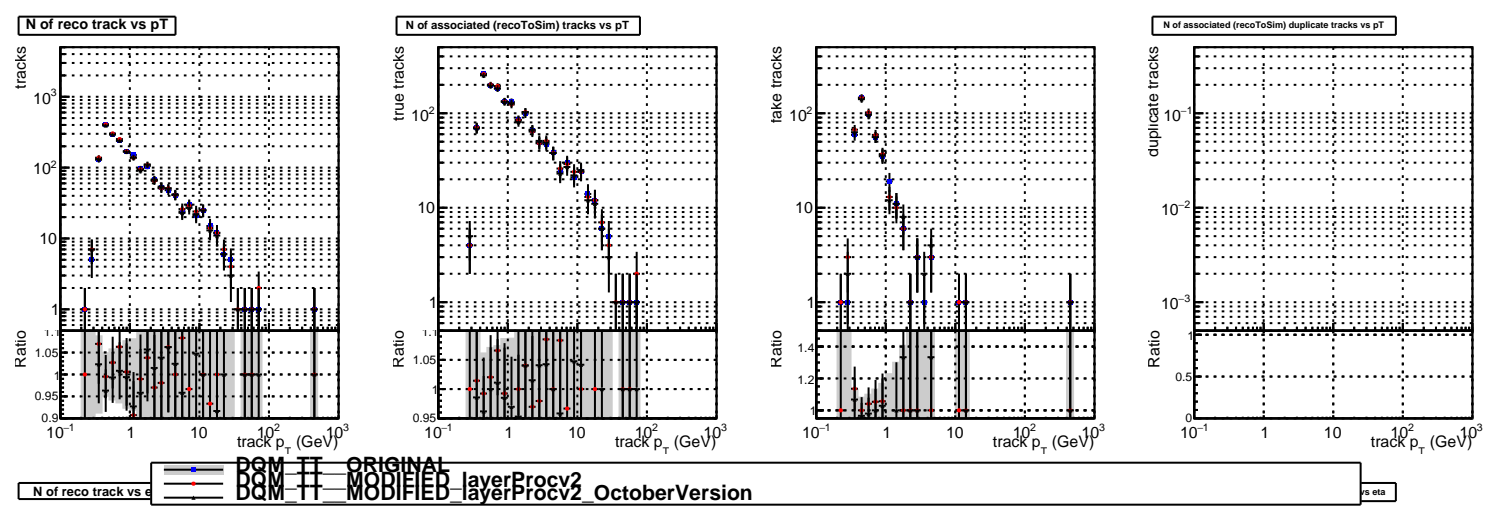 N of reco track vs pT
N of associated (recoToSim) tracks vs pT
N of associated (recoToSim) duplicate tracks vs pT
tracks
10³
10²
10
1
Ratio
1.1
1.05
1
0.95
0.9
10⁻¹ 1 10 10² 10³
track p_T (GeV)
true tracks
10²
10
1
Ratio
1.1
1.05
1
0.95
10⁻¹ 1 10 10² 10³
track p_T (GeV)
fake tracks
10²
10
1
Ratio
1.4
1.2
1
10⁻¹ 1 10 10² 10³
track p_T (GeV)
duplicate tracks
10⁻¹
10⁻²
10⁻³
Ratio
1
0.5
0
10⁻¹ 1 10 10² 10³
track p_T (GeV)
DQM_TT__ORIGINAL
DQM_TT__MODIFIED_layerProcv2
DQM_TT__MODIFIED_layerProcv2_OctoberVersion
N of reco track vs e
vs eta